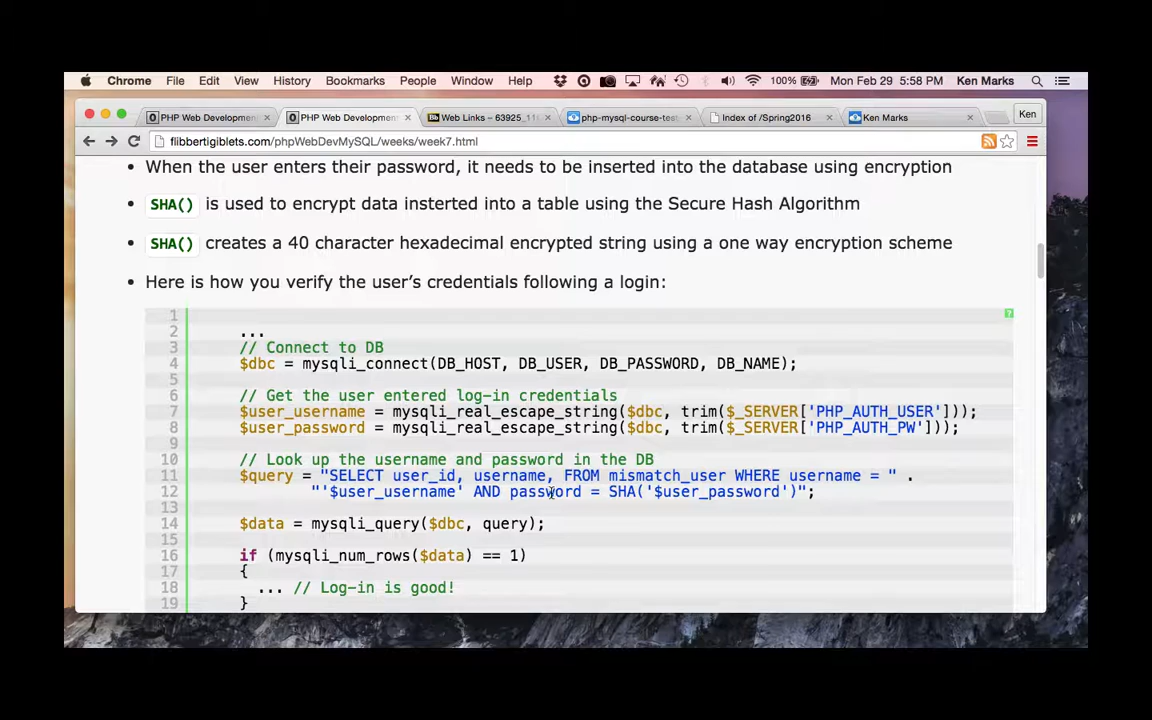 Chrome File Edit View History Bookmarks People Window Help 100% Mon Feb 29 5:58 PM Ken Marks
PHP Web Developmen × PHP Web Developmen × Web Links – 63925_11 × php-mysql-course-test × Index of /Spring2016 × Ken Marks × Ken
flibbertigiblets.com/phpWebDevMySQL/weeks/week7.html
• When the user enters their password, it needs to be inserted into the database using encryption
• SHA() is used to encrypt data insterted into a table using the Secure Hash Algorithm
• SHA() creates a 40 character hexadecimal encrypted string using a one way encryption scheme
• Here is how you verify the user’s credentials following a login:
1 ?
2 ...
3 // Connect to DB
4 $dbc = mysqli_connect(DB_HOST, DB_USER, DB_PASSWORD, DB_NAME);
5
6 // Get the user entered log-in credentials
7 $user_username = mysqli_real_escape_string($dbc, trim($_SERVER['PHP_AUTH_USER']));
8 $user_password = mysqli_real_escape_string($dbc, trim($_SERVER['PHP_AUTH_PW']));
9
10 // Look up the username and password in the DB
11 $query = "SELECT user_id, username, FROM mismatch_user WHERE username = " .
12 "'$user_username' AND password = SHA('$user_password')";
13
14 $data = mysqli_query($dbc, query);
15
16 if (mysqli_num_rows($data) == 1)
17 {
18 ... // Log-in is good!
19 }